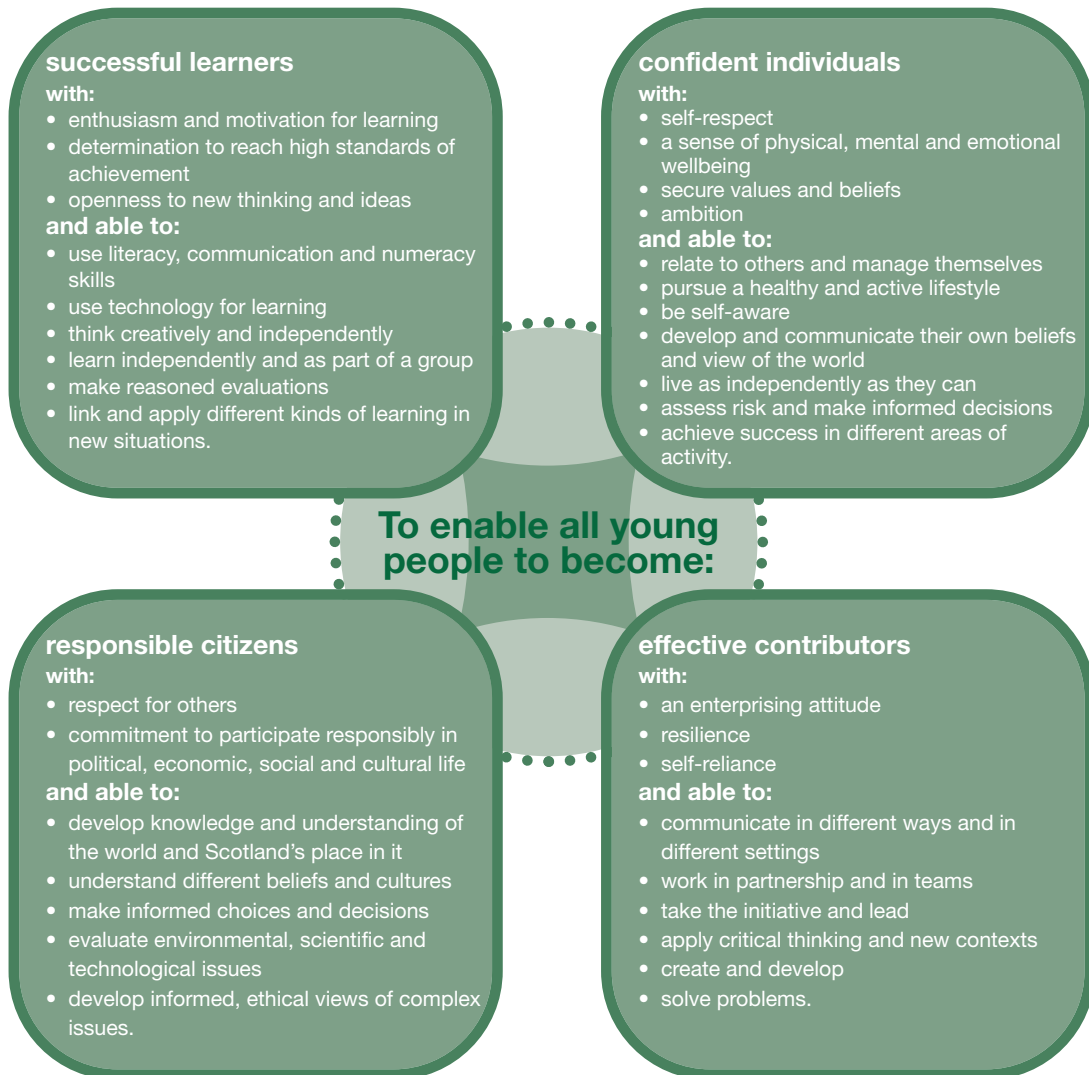 successful learners
with:
• enthusiasm and motivation for learning
• determination to reach high standards of
achievement
• openness to new thinking and ideas
and able to:
• use literacy, communication and numeracy
skills
• use technology for learning
• think creatively and independently
• learn independently and as part of a group
• make reasoned evaluations
• link and apply different kinds of learning in
new situations.
confident individuals
with:
• self-respect
• a sense of physical, mental and emotional
wellbeing
• secure values and beliefs
• ambition
and able to:
• relate to others and manage themselves
• pursue a healthy and active lifestyle
• be self-aware
• develop and communicate their own beliefs
and view of the world
• live as independently as they can
• assess risk and make informed decisions
• achieve success in different areas of
activity.
To enable all young
people to become:
responsible citizens
with:
• respect for others
• commitment to participate responsibly in
political, economic, social and cultural life
and able to:
• develop knowledge and understanding of
the world and Scotland’s place in it
• understand different beliefs and cultures
• make informed choices and decisions
• evaluate environmental, scientific and
technological issues
• develop informed, ethical views of complex
issues.
effective contributors
with:
• an enterprising attitude
• resilience
• self-reliance
and able to:
• communicate in different ways and in
different settings
• work in partnership and in teams
• take the initiative and lead
• apply critical thinking and new contexts
• create and develop
• solve problems.